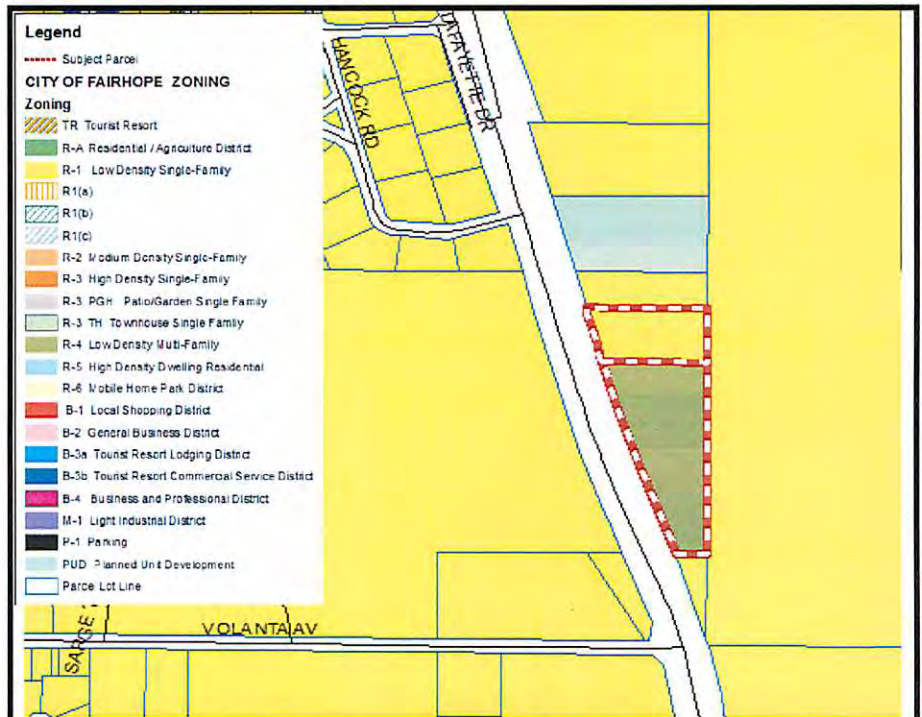 Legend
Subject Parcel
CITY OF FAIRHOPE ZONING
Zoning
TR Tourist Resort
R-A Residential / Agriculture District
R-1 Low Density Single-Family
R1(a)
R1(b)
R1(c)
R-2 Medium Density Single-Family
R-3 High Density Single-Family
R-3 PGH Patio/Garden Single Family
R-3 TH Townhouse Single Family
R-4 Low Density Multi-Family
R-5 High Density Dwelling Residential
R-6 Mobile Home Park District
B-1 Local Shopping District
B-2 General Business District
B-3a Tourist Resort Lodging District
B-3b Tourist Resort Commercial Service District
B-4 Business and Professional District
M-1 Light Industrial District
P-1 Parking
PUD Planned Unit Development
Parcel Lot Line
HANCOCK RD
LAFAYETTE DR
VOLANTA AV
SARGE